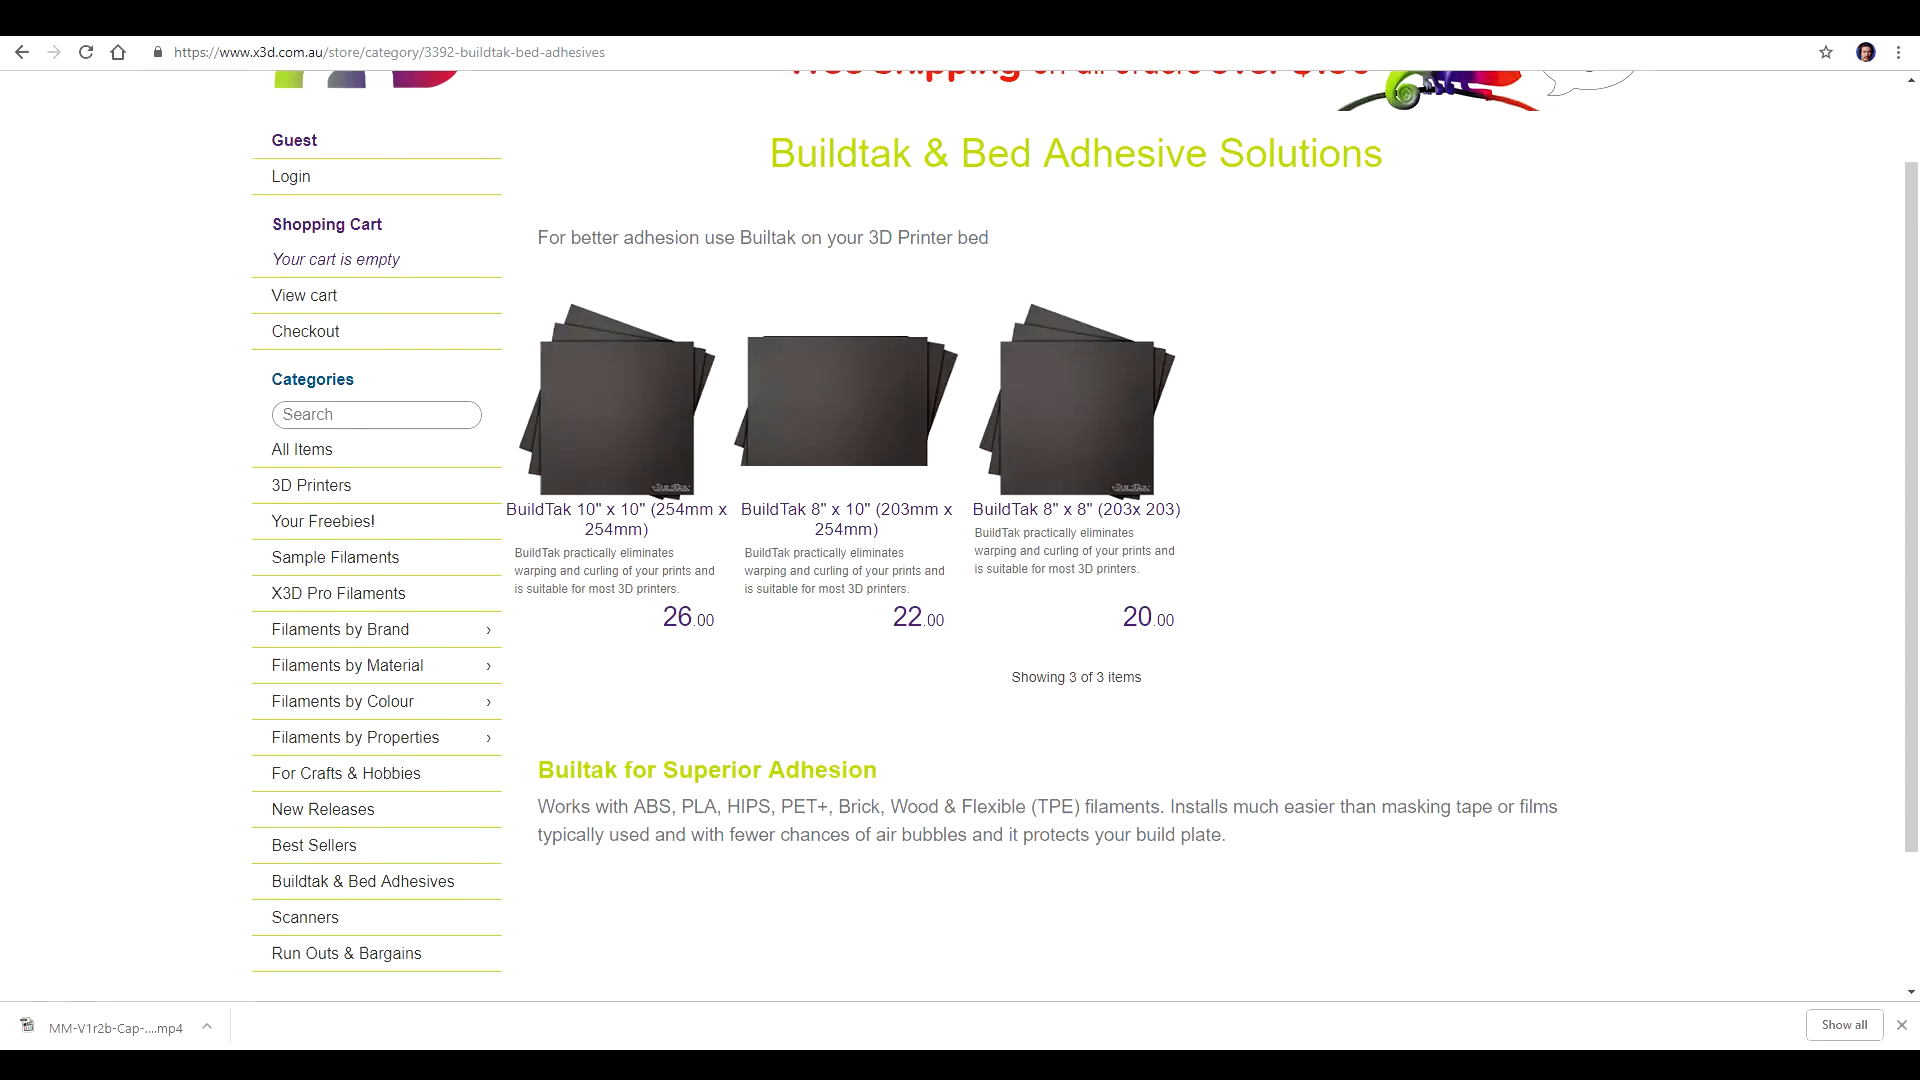 https://www.x3d.com.au/store/category/3392-buildtak-bed-adhesives
Guest
Login
Shopping Cart
Your cart is empty
View cart
Checkout
Categories
Search
All Items
3D Printers
Your Freebies!
Sample Filaments
X3D Pro Filaments
Filaments by Brand
Filaments by Material
Filaments by Colour
Filaments by Properties
For Crafts & Hobbies
New Releases
Best Sellers
Buildtak & Bed Adhesives
Scanners
Run Outs & Bargains
Buildtak & Bed Adhesive Solutions
For better adhesion use Builtak on your 3D Printer bed
BuildTak 10" x 10" (254mm x
254mm)
BuildTak practically eliminates
warping and curling of your prints and
is suitable for most 3D printers.
26.00
BuildTak 8" x 10" (203mm x
254mm)
BuildTak practically eliminates
warping and curling of your prints and
is suitable for most 3D printers.
22.00
BuildTak 8" x 8" (203x 203)
BuildTak practically eliminates
warping and curling of your prints and
is suitable for most 3D printers.
20.00
Showing 3 of 3 items
Builtak for Superior Adhesion
Works with ABS, PLA, HIPS, PET+, Brick, Wood & Flexible (TPE) filaments. Installs much easier than masking tape or films
typically used and with fewer chances of air bubbles and it protects your build plate.
MM-V1r2b-Cap-....mp4
Show all